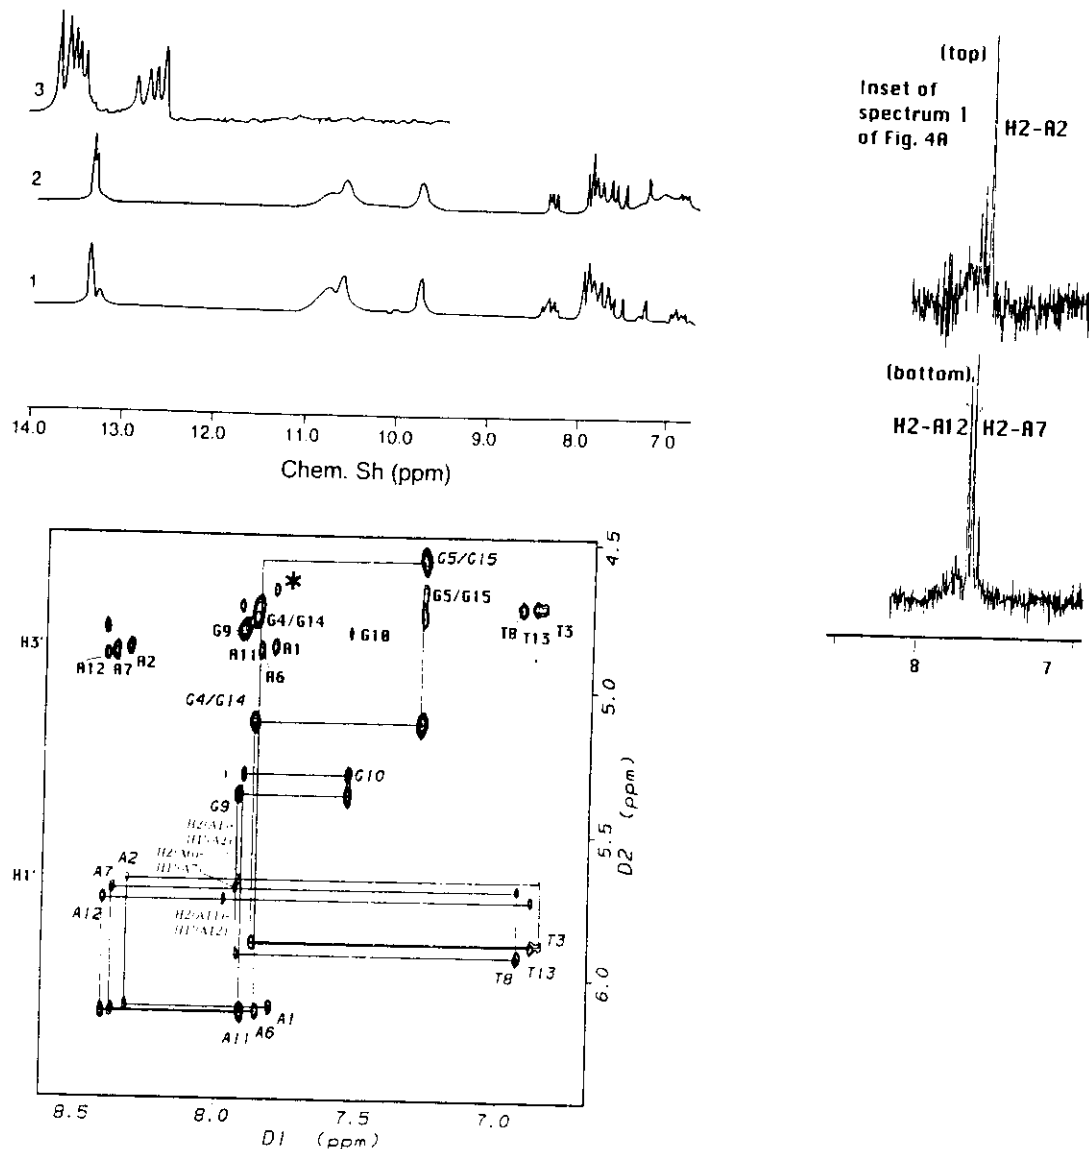 3
2
1
14.0 13.0 12.0 11.0 10.0 9.0 8.0 7.0
Chem. Sh (ppm)
(top)
Inset of
spectrum 1
of Fig. 4A
H2-A2
(bottom)
H2-A12 H2-A7
8 7
4.5
G5/G15
*
G5/G15
G4/G14
G9
G10
T8
T13
T3
H3'
A12
A7
A2
A11
A1
A6
5.0
G4/G14
G10
G9
5.5
D2 (ppm)
H1'
A7
A2
A12
T3
T8
T13
6.0
A11
A6
A1
8.5 8.0 7.5 7.0
D1 (ppm)